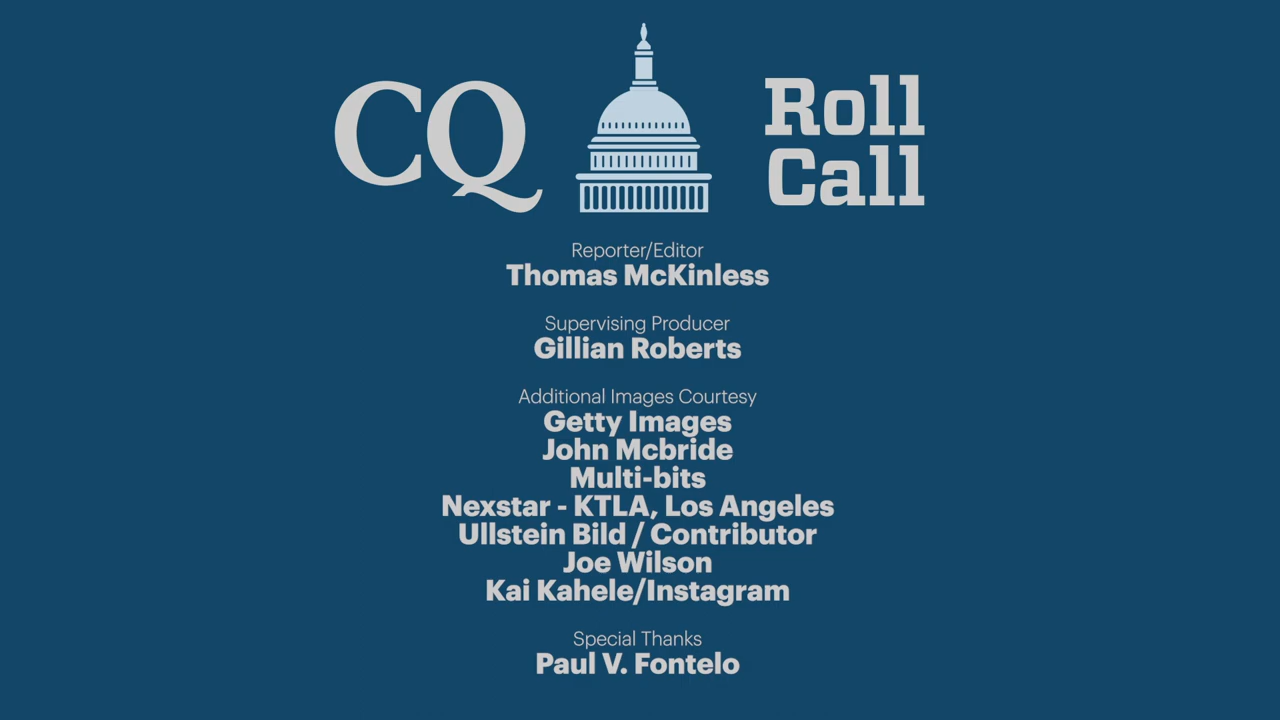 CQ
Roll
Call
Reporter/Editor
Thomas McKinless
Supervising Producer
Gillian Roberts
Additional Images Courtesy
Getty Images
John Mcbride
Multi-bits
Nexstar - KTLA, Los Angeles
Ullstein Bild / Contributor
Joe Wilson
Kai Kahele/Instagram
Special Thanks
Paul V. Fontelo